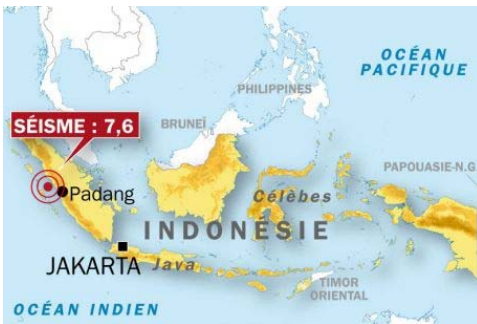 OCÉAN
PACIFIQUE
PHILIPPINES
SÉISME : 7,6
BRUNEÏ
PAPOUASIE-N.G
Padang
Célèbes
INDONÉSIE
JAKARTA
Java
TIMOR
ORIENTAL
OCÉAN INDIEN